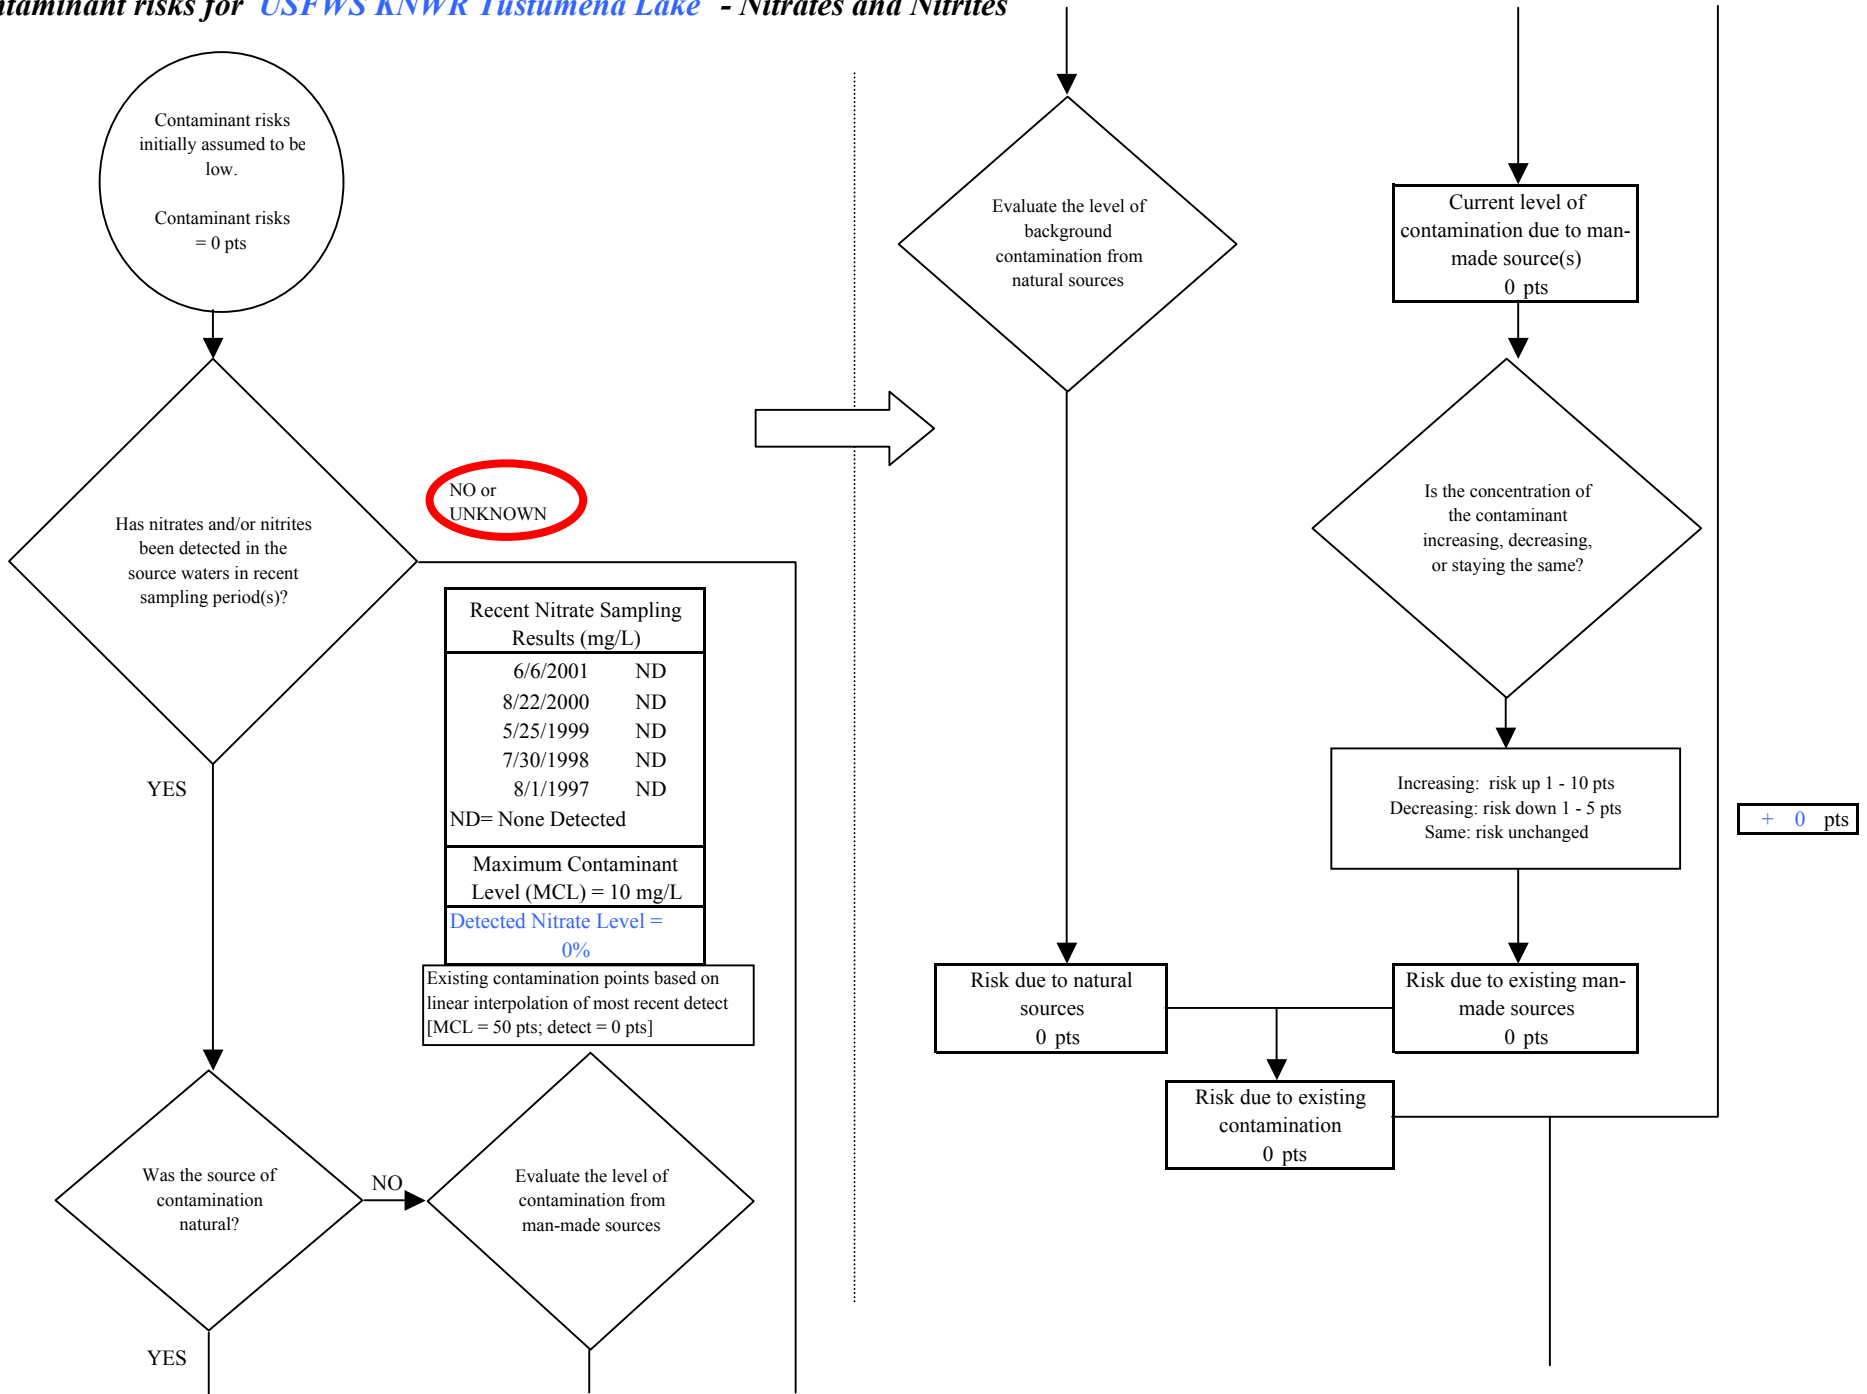 ntaminant risks for USFWS KNWR Tustumena Lake - Nitrates and Nitrites
Contaminant risks
initially assumed to be
low.
Contaminant risks
= 0 pts
Has nitrates and/or nitrites
been detected in the
source waters in recent
sampling period(s)?
NO or
UNKNOWN
YES
Recent Nitrate Sampling
Results (mg/L)
6/6/2001 ND
8/22/2000 ND
5/25/1999 ND
7/30/1998 ND
8/1/1997 ND
ND= None Detected
Maximum Contaminant
Level (MCL) = 10 mg/L
Detected Nitrate Level =
0%
Existing contamination points based on
linear interpolation of most recent detect
[MCL = 50 pts; detect = 0 pts]
Was the source of
contamination
natural?
NO
YES
Evaluate the level of
contamination from
man-made sources
Evaluate the level of
background
contamination from
natural sources
Current level of
contamination due to man-
made source(s)
0 pts
Is the concentration of
the contaminant
increasing, decreasing,
or staying the same?
Increasing: risk up 1 - 10 pts
Decreasing: risk down 1 - 5 pts
Same: risk unchanged
+ 0 pts
Risk due to natural
sources
0 pts
Risk due to existing man-
made sources
0 pts
Risk due to existing
contamination
0 pts